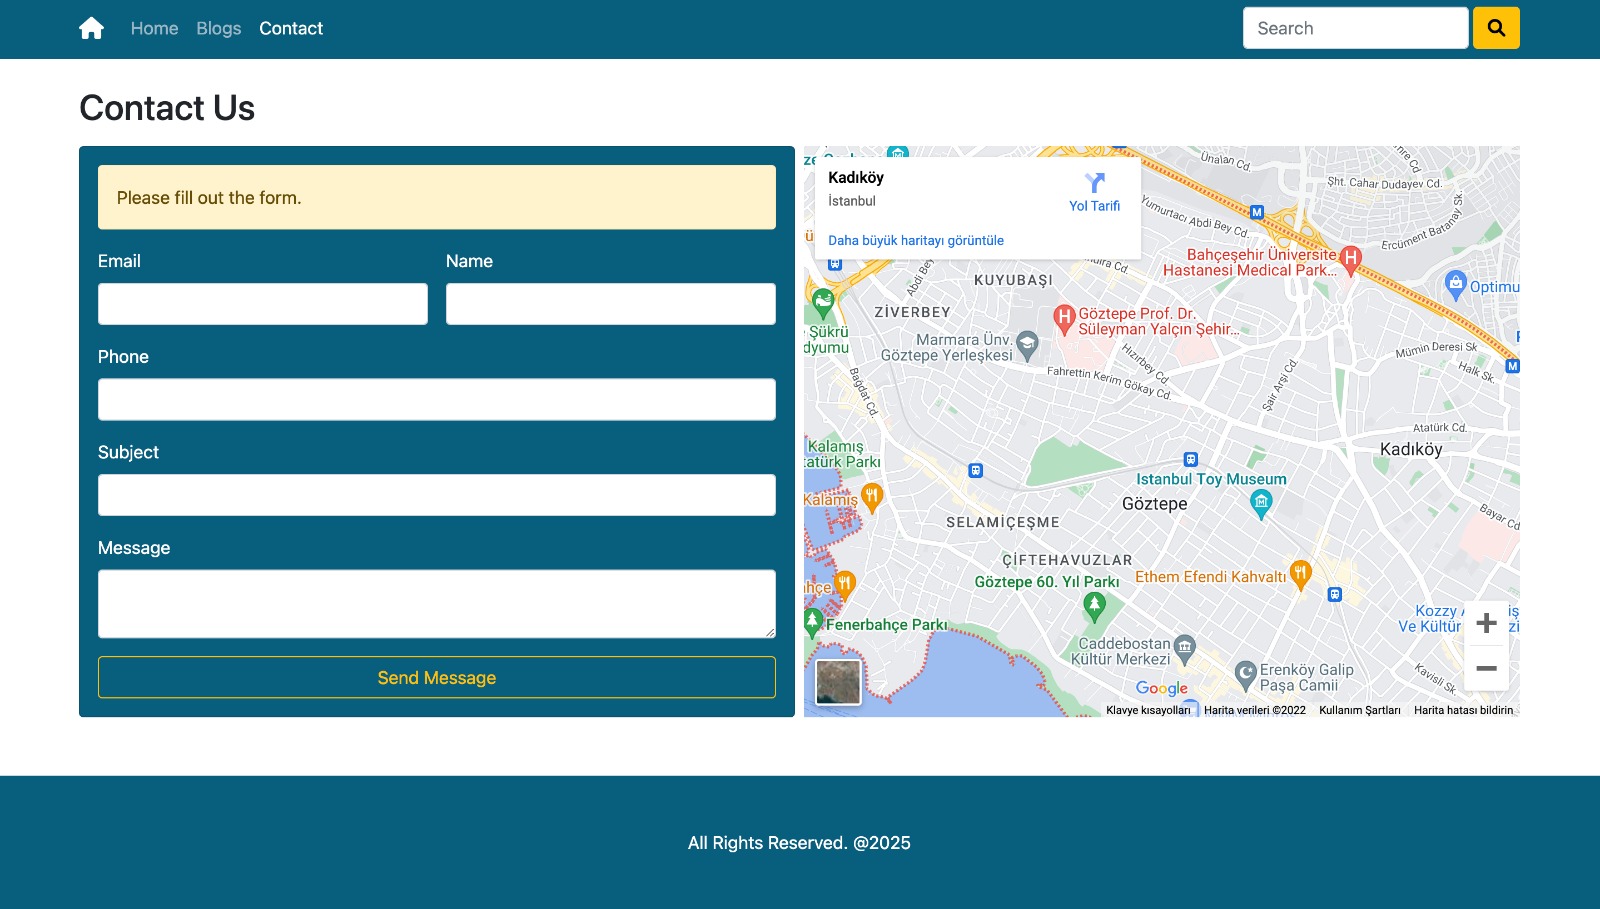 Home Blogs Contact
Search
Contact Us
Please fill out the form.
Email
Name
Phone
Subject
Message
Send Message
Kadıköy
İstanbul
Yol Tarifi
Daha büyük haritayı görüntüle
Ünalan Cd.
Şht. Cahar Dudayev Cd.
Yumurtacı Abdi Bey Cd.
Ercüment Batanay Sk.
Bahçeşehir Üniversite
Hastanesi Medical Park...
Abdi Bey
KUYUBAŞI
Optimu
ZİVERBEY
Göztepe Prof. Dr.
Süleyman Yalçın Şehir...
Şükrü
dyumu
Marmara Ünv.
Göztepe Yerleşkesi
Hızırbey Cd.
Fahrettin Kerim Gökay Cd.
Mümin Deresi Sk
Halk Sk.
Bağdat Cd.
Şair Arşi Cd.
Atatürk Cd.
Kalamış
tatürk Parkı
Kadıköy
Istanbul Toy Museum
Göztepe
Kalamış
SELAMİÇEŞME
Bayar Cd.
ÇİFTEHAVUZLAR
Göztepe 60. Yıl Parkı
Ethem Efendi Kahvaltı
hçe
Fenerbahçe Parkı
Kozzy A
iş
Ve Kültür
zi
Caddebostan
Kültür Merkezi
Erenköy Galip
Paşa Camii
Kavisli Sk.
Google
Klavye kısayolları Harita verileri ©2022 Kullanım Şartları Harita hatası bildirin
All Rights Reserved. @2025